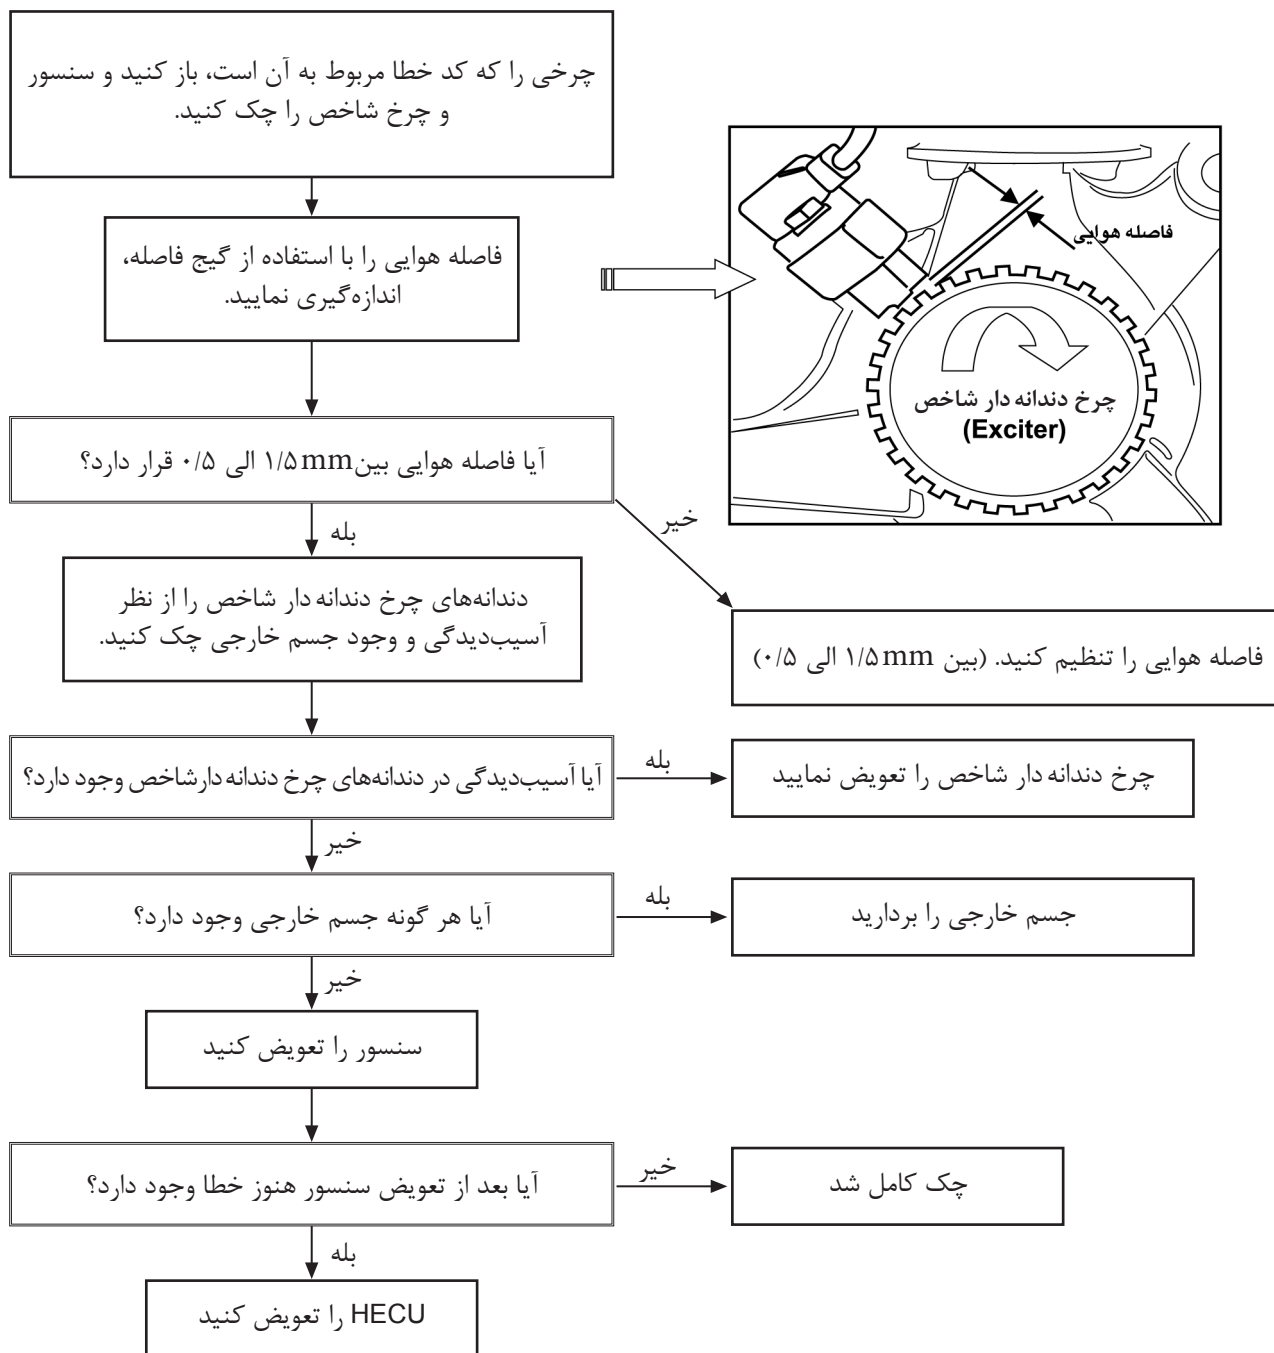 چرخی را که کد خطا مربوط به آن است، باز کنید و سنسور
و چرخ شاخص را چک کنید.
فاصله هوایی را با استفاده از گیج فاصله،
اندازه‌گیری نمایید.
فاصله هوایی
چرخ دندانه دار شاخص
(Exciter)
آیا فاصله هوایی بین ۱/۵mm الی ۰/۵ قرار دارد؟
خیر
بله
دندانه‌های چرخ دندانه دار شاخص را از نظر
آسیب‌دیدگی و وجود جسم خارجی چک کنید.
فاصله هوایی را تنظیم کنید. (بین ۱/۵mm الی ۰/۵)
آیا آسیب‌دیدگی در دندانه‌های چرخ دندانه دارشاخص وجود دارد؟
بله
چرخ دندانه دار شاخص را تعویض نمایید
خیر
آیا هر گونه جسم خارجی وجود دارد؟
بله
جسم خارجی را بردارید
خیر
سنسور را تعویض کنید
آیا بعد از تعویض سنسور هنوز خطا وجود دارد؟
خیر
چک کامل شد
بله
HECU را تعویض کنید